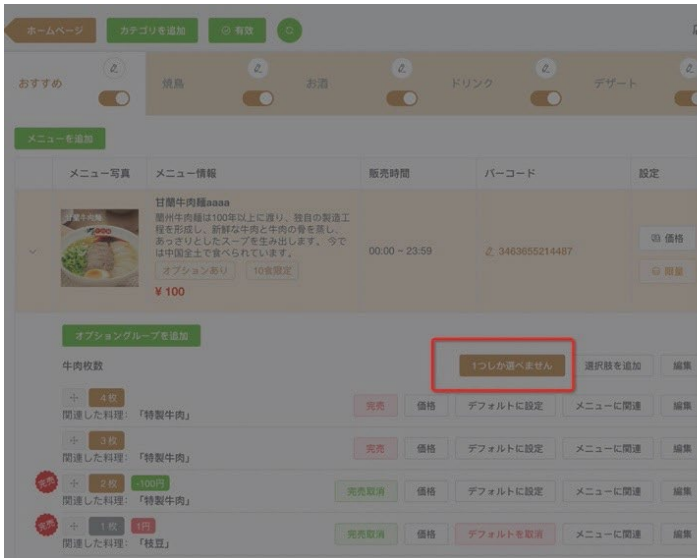 ホームページ
カテゴリを追加
有効
おすすめ
焼鳥
お酒
ドリンク
デザート
メニューを追加
メニュー写真
メニュー情報
販売時間
バーコード
設定
甘蘭牛肉麺
甘蘭牛肉麺aaaa
蘭州牛肉麺は100年以上に渡り、独自の製造工
程を形成し、新鮮な牛肉と牛肉の骨を蒸し、
あっさりとしたスープを生み出します。 今で
は中国全土で食べられています。
オプションあり
10食限定
¥ 100
00:00 ~ 23:59
3463655214487
価格
限量
オプショングループを追加
牛肉枚数
1つしか選べません
選択肢を追加
編集
4 枚
関連した料理: 「特製牛肉」
完売
価格
デフォルトに設定
メニューに関連
編集
3 枚
関連した料理: 「特製牛肉」
完売
価格
デフォルトに設定
メニューに関連
編集
完売
2 枚
-100円
関連した料理: 「特製牛肉」
完売取消
価格
デフォルトに設定
メニューに関連
編集
完売
1 枚
1円
関連した料理: 「枝豆」
完売取消
価格
デフォルトを取消
メニューに関連
編集